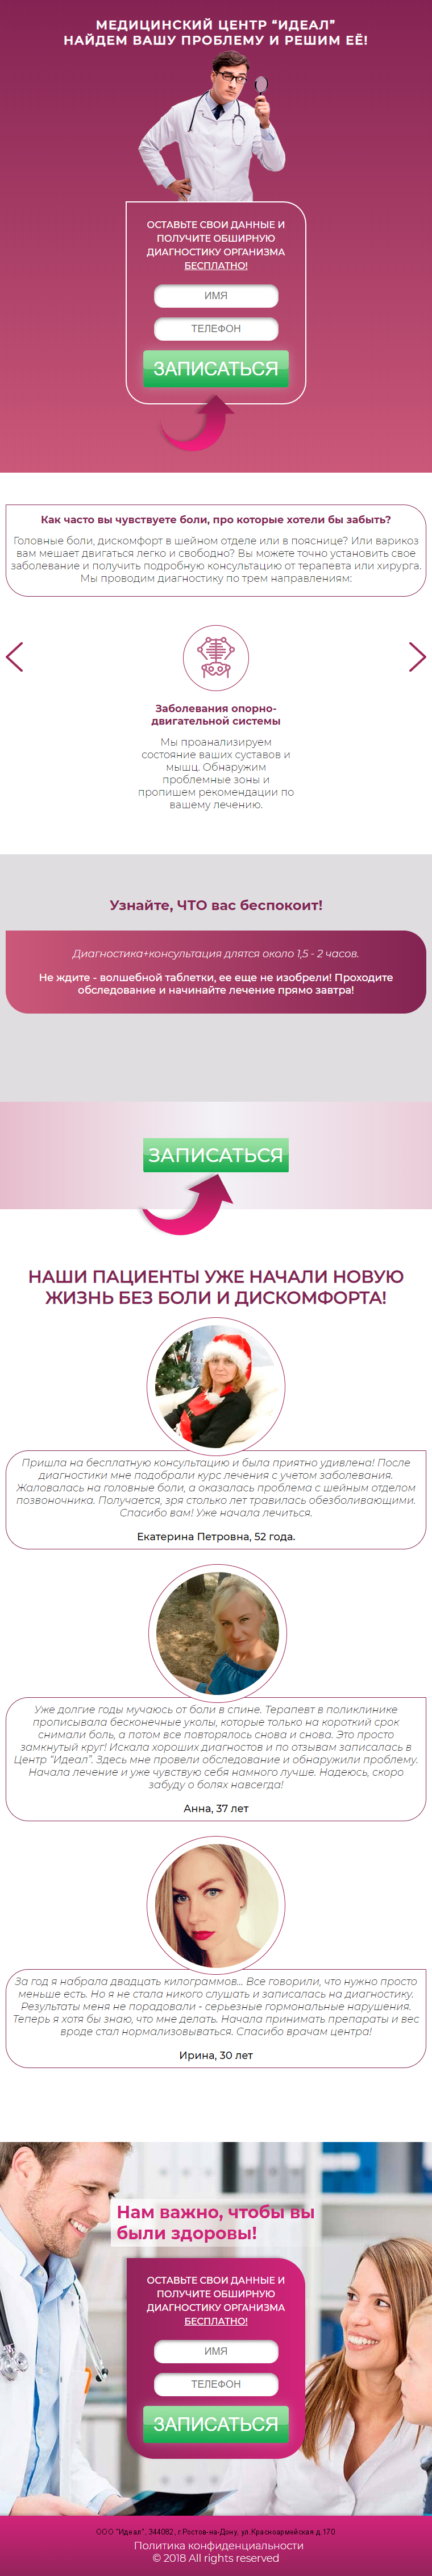 МЕДИЦИНСКИЙ ЦЕНТР “ИДЕАЛ”
НАЙДЕМ ВАШУ ПРОБЛЕМУ И РЕШИМ ЕЁ!
ОСТАВЬТЕ СВОИ ДАННЫЕ И
ПОЛУЧИТЕ ОБШИРНУЮ
ДИАГНОСТИКУ ОРГАНИЗМА
БЕСПЛАТНО!
ИМЯ
ТЕЛЕФОН
ЗАПИСАТЬСЯ
Как часто вы чувствуете боли, про которые хотели бы забыть?
Головные боли, дискомфорт в шейном отделе или в пояснице? Или варикоз
вам мешает двигаться легко и свободно? Вы можете точно установить свое
заболевание и получить подробную консультацию от терапевта или хирурга.
Мы проводим диагностику по трем направлениям:
Заболевания опорно-
двигательной системы
Мы проанализируем
состояние ваших суставов и
мышц. Обнаружим
проблемные зоны и
пропишем рекомендации по
вашему лечению.
Узнайте, ЧТО вас беспокоит!
Диагностика+консультация длятся около 1,5 - 2 часов.
Не ждите - волшебной таблетки, ее еще не изобрели! Проходите
обследование и начинайте лечение прямо завтра!
ЗАПИСАТЬСЯ
НАШИ ПАЦИЕНТЫ УЖЕ НАЧАЛИ НОВУЮ
ЖИЗНЬ БЕЗ БОЛИ И ДИСКОМФОРТА!
Пришла на бесплатную консультацию и была приятно удивлена! После
диагностики мне подобрали курс лечения с учетом заболевания.
Жаловалась на головные боли, а оказалась проблема с шейным отделом
позвоночника. Получается, зря столько лет травилась обезболивающими.
Спасибо вам! Уже начала лечиться.
Екатерина Петровна, 52 года.
Уже долгие годы мучаюсь от боли в спине. Терапевт в поликлинике
прописывала бесконечные уколы, которые только на короткий срок
снимали боль, а потом все повторялось снова и снова. Это просто
замкнутый круг! Искала хороших диагностов и по отзывам записалась в
Центр “Идеал”. Здесь мне провели обследование и обнаружили проблему.
Начала лечение и уже чувствую себя намного лучше. Надеюсь, скоро
забуду о болях навсегда!
Анна, 37 лет
За год я набрала двадцать килограммов... Все говорили, что нужно просто
меньше есть. Но я не стала никого слушать и записалась на диагностику.
Результаты меня не порадовали - серьезные гормональные нарушения.
Теперь я хотя бы знаю, что мне делать. Начала принимать препараты и вес
вроде стал нормализовываться. Спасибо врачам центра!
Ирина, 30 лет
Нам важно, чтобы вы
были здоровы!
ОСТАВЬТЕ СВОИ ДАННЫЕ И
ПОЛУЧИТЕ ОБШИРНУЮ
ДИАГНОСТИКУ ОРГАНИЗМА
БЕСПЛАТНО!
ИМЯ
ТЕЛЕФОН
ЗАПИСАТЬСЯ
ООО "Идеал", 344082, г.Ростов-на-Дону, ул.Красноармейская д.170
Политика конфиденциальности
© 2018 All rights reserved